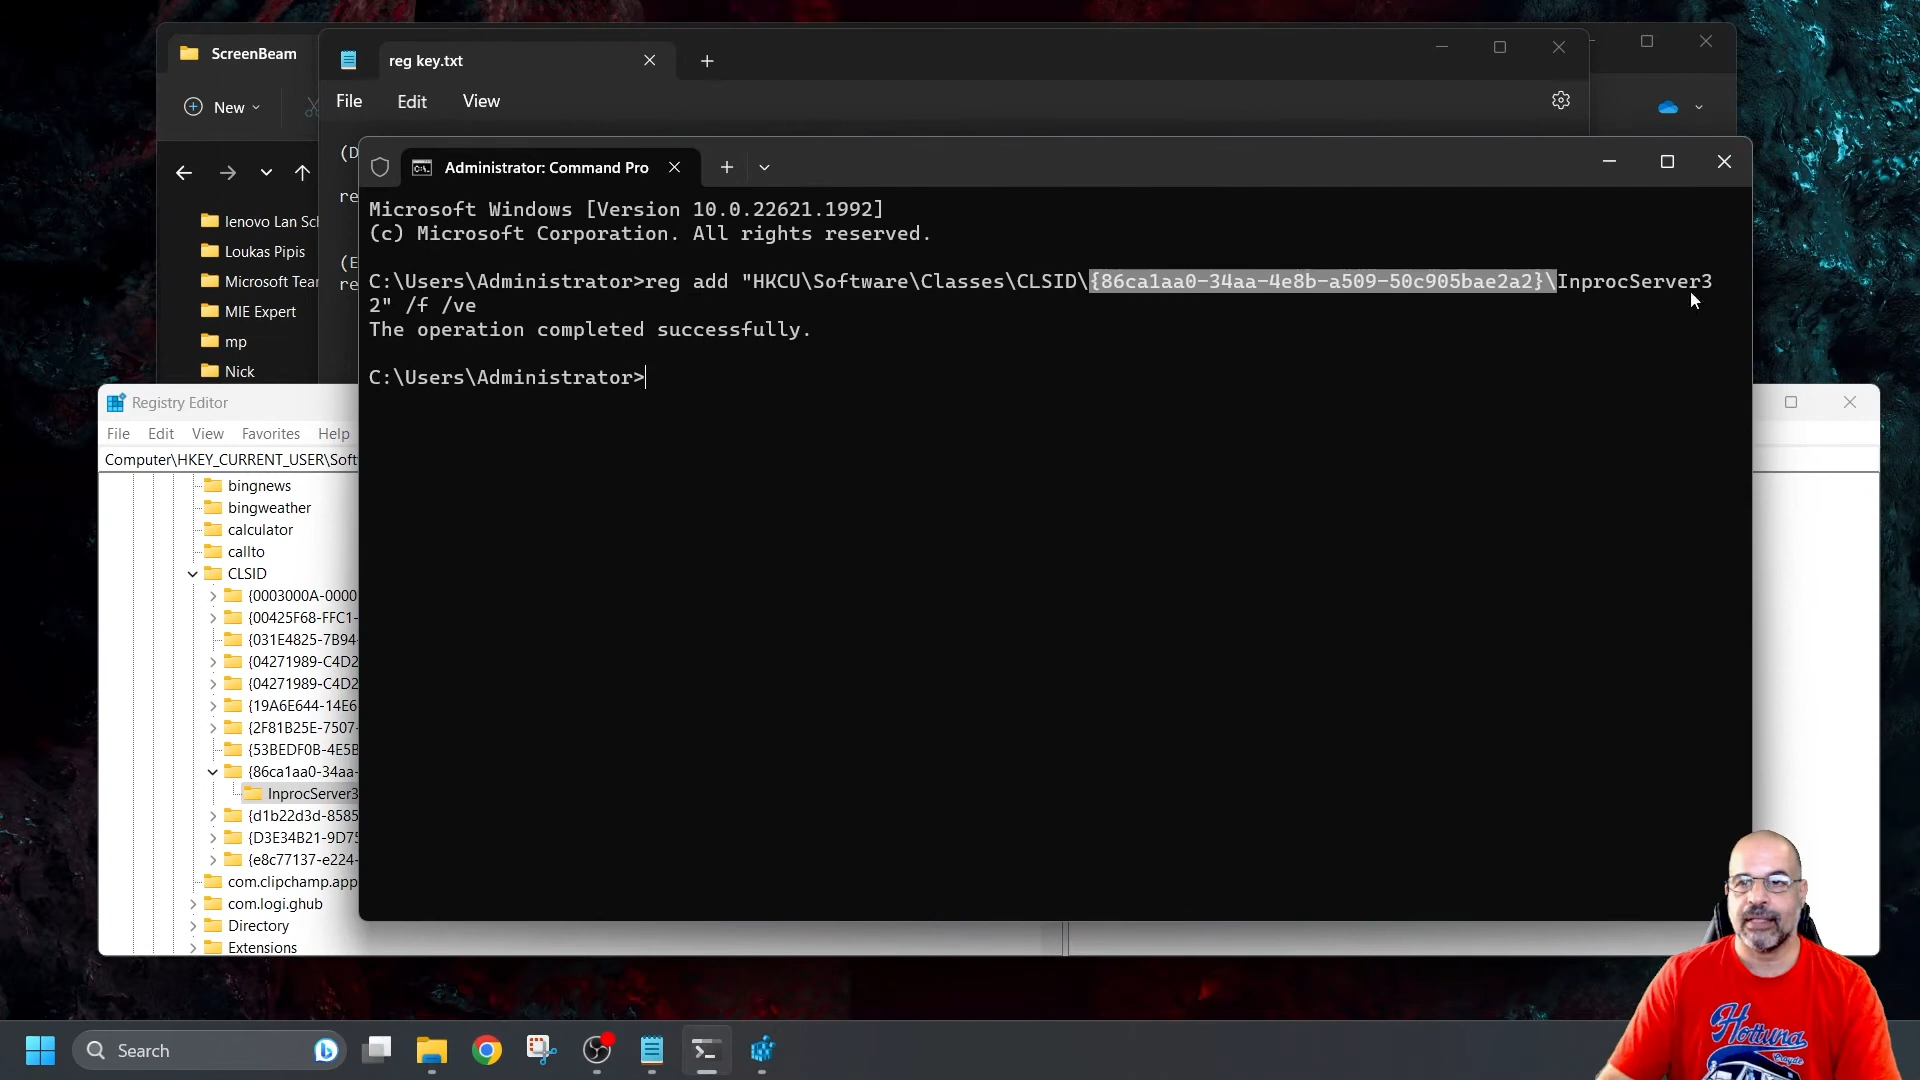 ScreenBeam
reg key.txt
New
File Edit View
(D
re
(E
re
lenovo Lan Sc
Loukas Pipis
Microsoft Tear
MIE Expert
mp
Nick
Administrator: Command Pro
Microsoft Windows [Version 10.0.22621.1992]
(c) Microsoft Corporation. All rights reserved.
C:\Users\Administrator>reg add "HKCU\Software\Classes\CLSID\{86ca1aa0-34aa-4e8b-a509-50c905bae2a2}\InprocServer3
2" /f /ve
The operation completed successfully.
C:\Users\Administrator>
Registry Editor
File Edit View Favorites Help
Computer\HKEY_CURRENT_USER\Soft
bingnews
bingweather
calculator
callto
CLSID
{0003000A-0000
{00425F68-FFC1-
{031E4825-7B94-
{04271989-C4D2
{04271989-C4D2
{19A6E644-14E6
{2F81B25E-7507-
{53BEDF0B-4E5B
{86ca1aa0-34aa-
InprocServer3
{d1b22d3d-8585
{D3E34B21-9D75
{e8c77137-e224-
com.clipchamp.app
com.logi.ghub
Directory
Extensions
Search
Hottuna